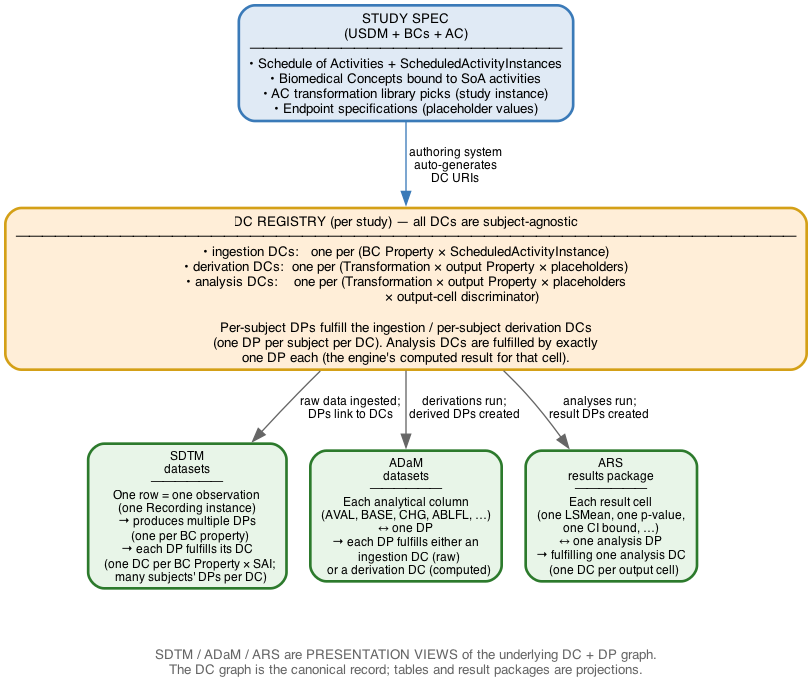 STUDY SPEC
(USDM + BCs + AC)
• Schedule of Activities + ScheduledActivityInstances
• Biomedical Concepts bound to SoA activities
• AC transformation library picks (study instance)
• Endpoint specifications (placeholder values)
authoring system
auto-generates
DC URIs
DC REGISTRY (per study) — all DCs are subject-agnostic
• ingestion DCs: one per (BC Property × ScheduledActivityInstance)
• derivation DCs: one per (Transformation × output Property × placeholders)
• analysis DCs: one per (Transformation × output Property × placeholders
× output-cell discriminator)
Per-subject DPs fulfill the ingestion / per-subject derivation DCs
(one DP per subject per DC). Analysis DCs are fulfilled by exactly
one DP each (the engine's computed result for that cell).
raw data ingested;
DPs link to DCs
derivations run;
derived DPs created
analyses run;
result DPs created
SDTM
datasets
One row = one observation
(one Recording instance)
→ produces multiple DPs
(one per BC property)
→ each DP fulfills its DC
(one DC per BC Property × SAI;
many subjects' DPs per DC)
ADaM
datasets
Each analytical column
(AVAL, BASE, CHG, ABLFL, …)
↔ one DP
→ each DP fulfills either an
ingestion DC (raw)
or a derivation DC (computed)
ARS
results package
Each result cell
(one LSMean, one p-value,
one CI bound, …)
↔ one analysis DP
→ fulfilling one analysis DC
(one DC per output cell)
SDTM / ADaM / ARS are PRESENTATION VIEWS of the underlying DC + DP graph.
The DC graph is the canonical record; tables and result packages are projections.